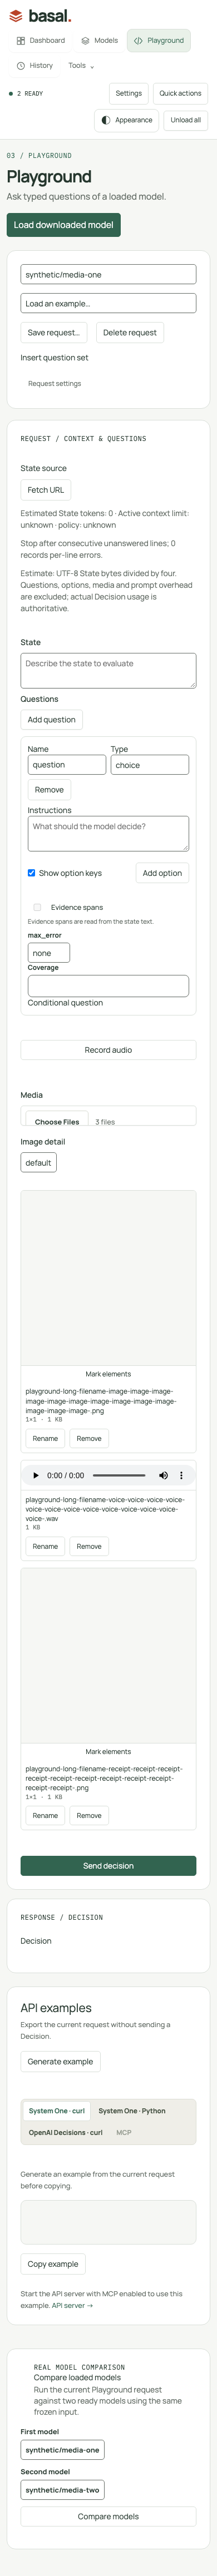 basal.
Dashboard Models Playground
History Tools
2 READY Settings Quick actions
Appearance Unload all
03 / PLAYGROUND
Playground
Ask typed questions of a loaded model.
Load downloaded model
synthetic/media-one
Load an example…
Save request… Delete request
Insert question set
Request settings
REQUEST / CONTEXT & QUESTIONS
State source
Fetch URL
Estimated State tokens: 0 · Active context limit:
unknown · policy: unknown
Stop after consecutive unanswered lines; 0
records per-line errors.
Estimate: UTF-8 State bytes divided by four.
Questions, options, media and prompt overhead
are excluded; actual Decision usage is
authoritative.
State
Describe the state to evaluate
Questions
Add question
Name Type
question choice
Remove
Instructions
What should the model decide?
Show option keys Add option
Evidence spans
Evidence spans are read from the state text.
max_error
none
Coverage
Conditional question
Record audio
Media
Choose Files 3 files
Image detail
default
Mark elements
playground-long-filename-image-image-image-
image-image-image-image-image-image-image-
image-image-image-.png
1×1 · 1 KB
Rename Remove
0:00 / 0:00
playground-long-filename-voice-voice-voice-voice-
voice-voice-voice-voice-voice-voice-voice-voice-
voice-.wav
1 KB
Rename Remove
Mark elements
playground-long-filename-receipt-receipt-receipt-
receipt-receipt-receipt-receipt-receipt-receipt-
receipt-receipt-.png
1×1 · 1 KB
Rename Remove
Send decision
RESPONSE / DECISION
Decision
API examples
Export the current request without sending a
Decision.
Generate example
System One · curl System One · Python
OpenAI Decisions · curl MCP
Generate an example from the current request
before copying.
Copy example
Start the API server with MCP enabled to use this
example. API server →
REAL MODEL COMPARISON
Compare loaded models
Run the current Playground request
against two ready models using the same
frozen input.
First model
synthetic/media-one
Second model
synthetic/media-two
Compare models